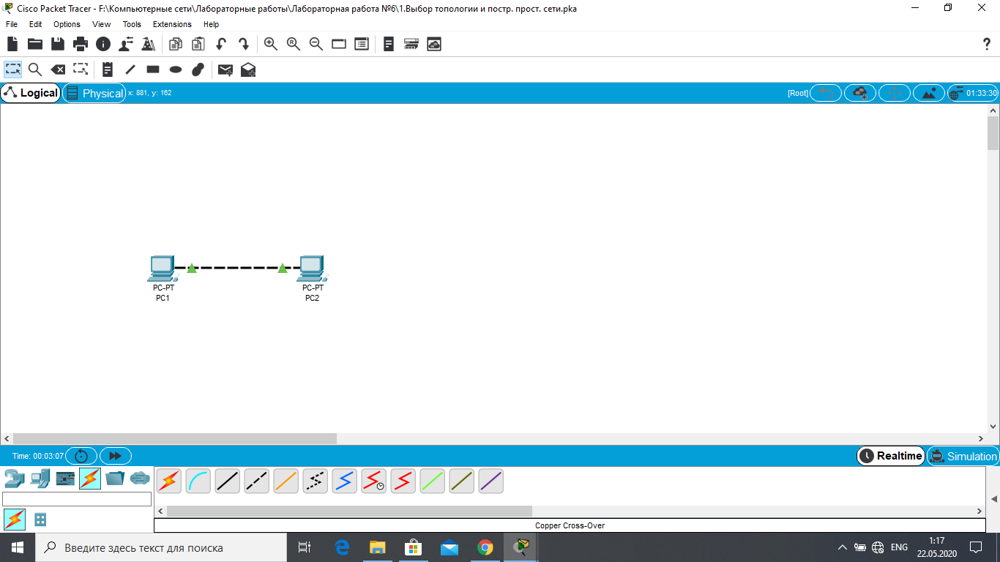 Cisco Packet Tracer - F:\Компьютерные сети\Лабораторные работы\Лабораторная работа №6\1.Выбор топологии и постр. прост. сети.pka
File Edit Options View Tools Extensions Help
Logical Physical x: 881, y: 162 [Root] 01:33:30
PC-PT PC-PT
PC1 PC2
Time: 00:03:07 Realtime Simulation
Copper Cross-Over
Введите здесь текст для поиска ENG 1:17
22.05.2020